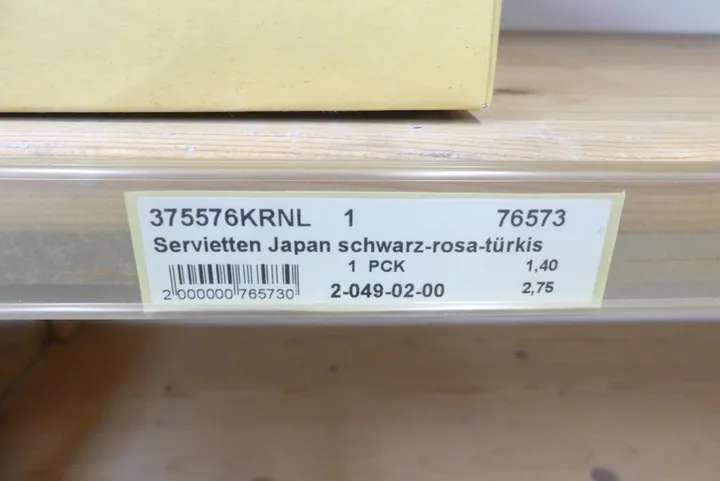 375576KRNL 1 76573
Servietten Japan schwarz-rosa-türkis
1 PCK 1,40
2 000000 765730 2-049-02-00 2,75